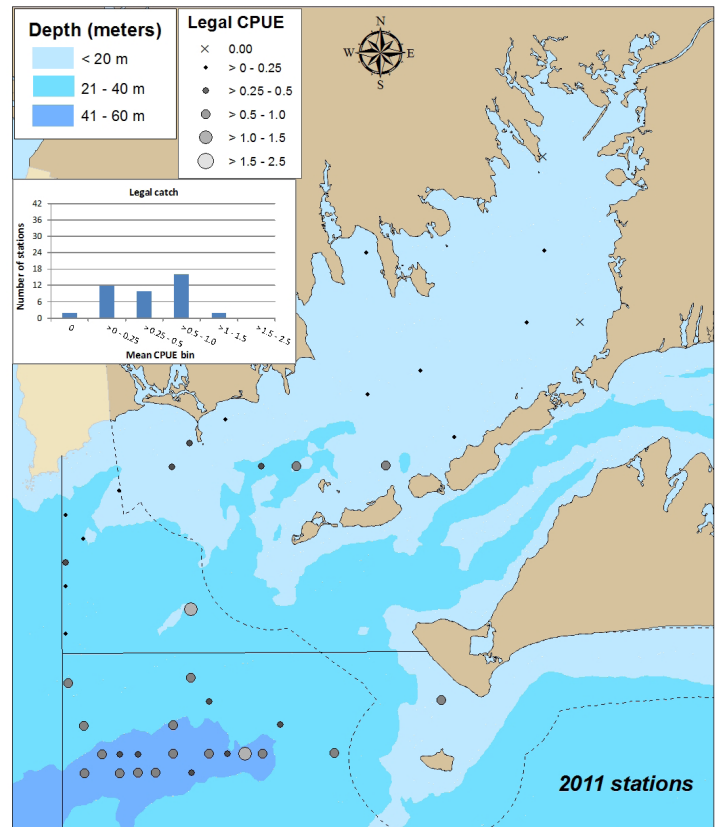 Depth (meters)
< 20 m
21 - 40 m
41 - 60 m
Legal CPUE
0.00
> 0 - 0.25
> 0.25 - 0.5
> 0.5 - 1.0
> 1.0 - 1.5
> 1.5 - 2.5
N
W E
S
Legal catch
Number of stations
42
36
30
24
18
12
6
0
0
> 0 - 0.25
> 0.25 - 0.5
> 0.5 - 1.0
> 1 - 1.5
> 1.5 - 2.5
Mean CPUE bin
2011 stations